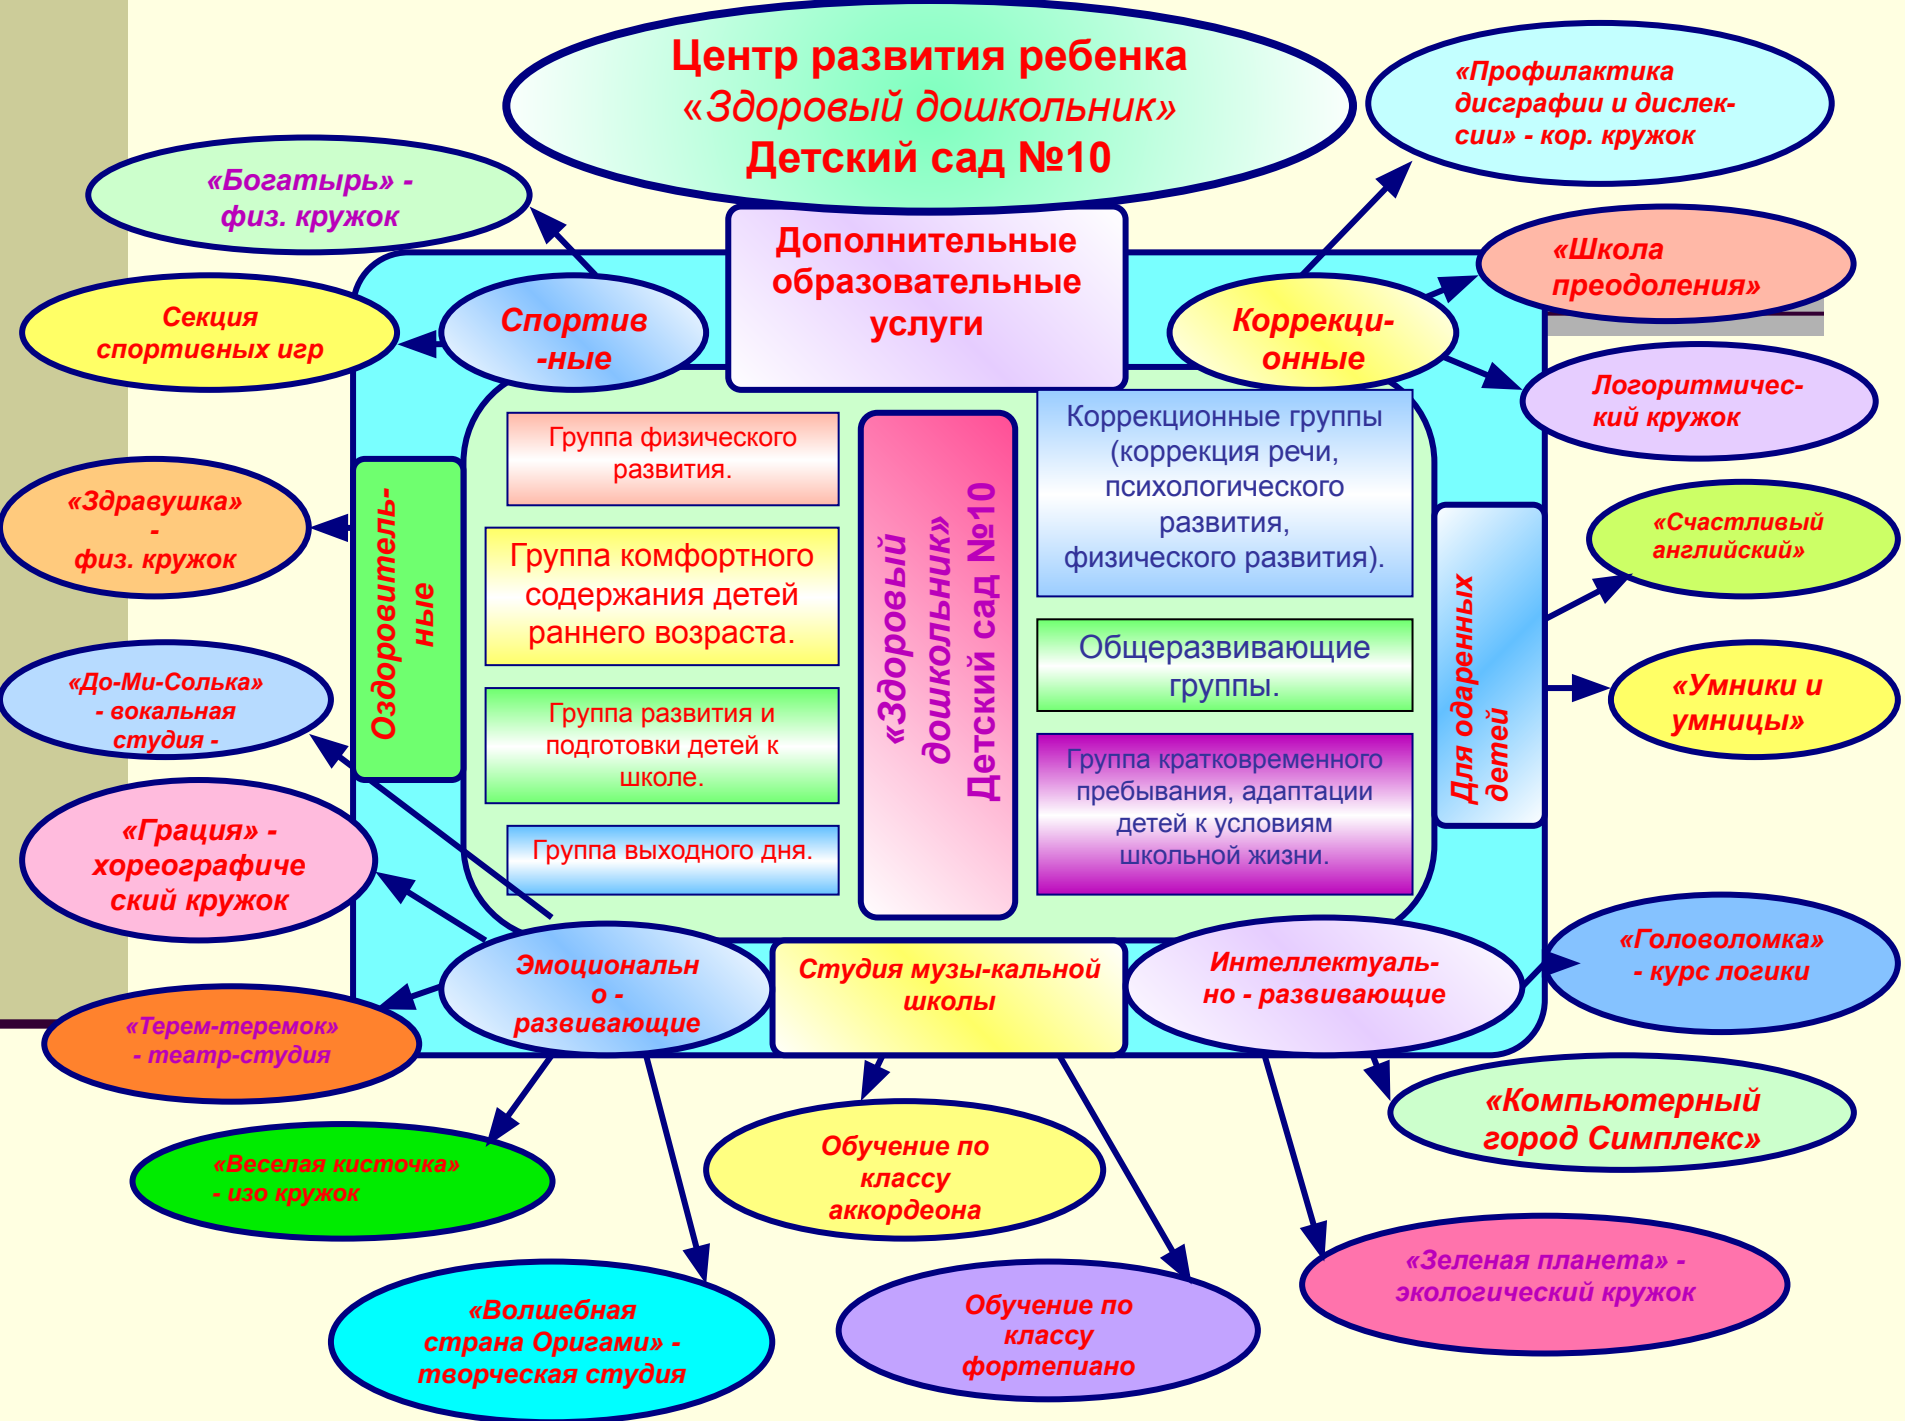 Центр развития ребенка
«Здоровый дошкольник»
Детский сад №10
«Профилактика
дисграфии и дислек-
сии» - кор. кружок
«Богатырь» -
физ. кружок
Дополнительные
образовательные
услуги
«Школа
преодоления»
Секция
спортивных игр
Спортив
-ные
Коррекци-
онные
Логоритмичес-
кий кружок
Группа физического
развития.
Коррекционные группы
(коррекция речи,
психологического
развития,
физического развития).
«Здравушка»
-
физ. кружок
Оздоровитель-
ные
Группа комфортного
содержания детей
раннего возраста.
«Здоровый
дошкольник»
Детский сад №10
Общеразвивающие
группы.
Для одаренных
детей
«Счастливый
английский»
«Умники и
умницы»
«До-Ми-Солька»
- вокальная
студия -
Группа развития и
подготовки детей к
школе.
Группа кратковременного
пребывания, адаптации
детей к условиям
школьной жизни.
Группа выходного дня.
«Грация» -
хореографиче
ский кружок
Эмоциональн
о -
развивающие
Студия музы-кальной
школы
Интеллектуаль-
но - развивающие
«Головоломка»
- курс логики
«Терем-теремок»
- театр-студия
«Компьютерный
город Симплекс»
«Веселая кисточка»
- изо кружок
Обучение по
классу
аккордеона
«Зеленая планета» -
экологический кружок
«Волшебная
страна Оригами» -
творческая студия
Обучение по
классу
фортепиано